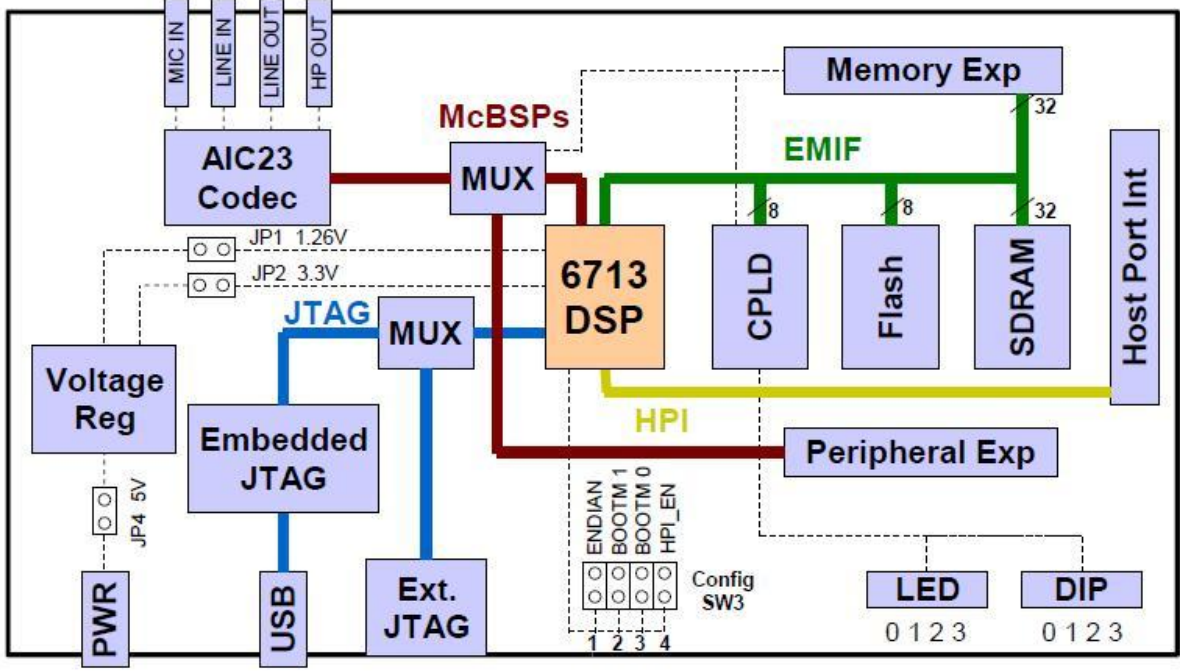 MIC IN
LINE IN
LINE OUT
HP OUT
Memory Exp
32
McBSPs
AIC23
Codec
MUX
EMIF
8
8
32
Host Port Int
JP1 1.26V
JP2 3.3V
6713
DSP
CPLD
Flash
SDRAM
JTAG
MUX
Voltage
Reg
HPI
Embedded
JTAG
Peripheral Exp
JP4 5V
ENDIAN
BOOTM 1
BOOTM 0
HPI_EN
Config
SW3
1 2 3 4
PWR
USB
Ext.
JTAG
LED
0 1 2 3
DIP
0 1 2 3